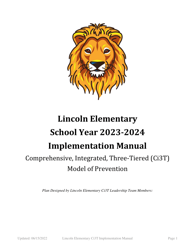 Lincoln Elementary
School Year 2023-2024
Implementation Manual
Comprehensive, Integrated, Three-Tiered (Ci3T)
Model of Prevention
Plan Designed by Lincoln Elementary Ci3T Leadership Team Members:
Lincoln Elementary Ci3T Implementation Manual
Page 1